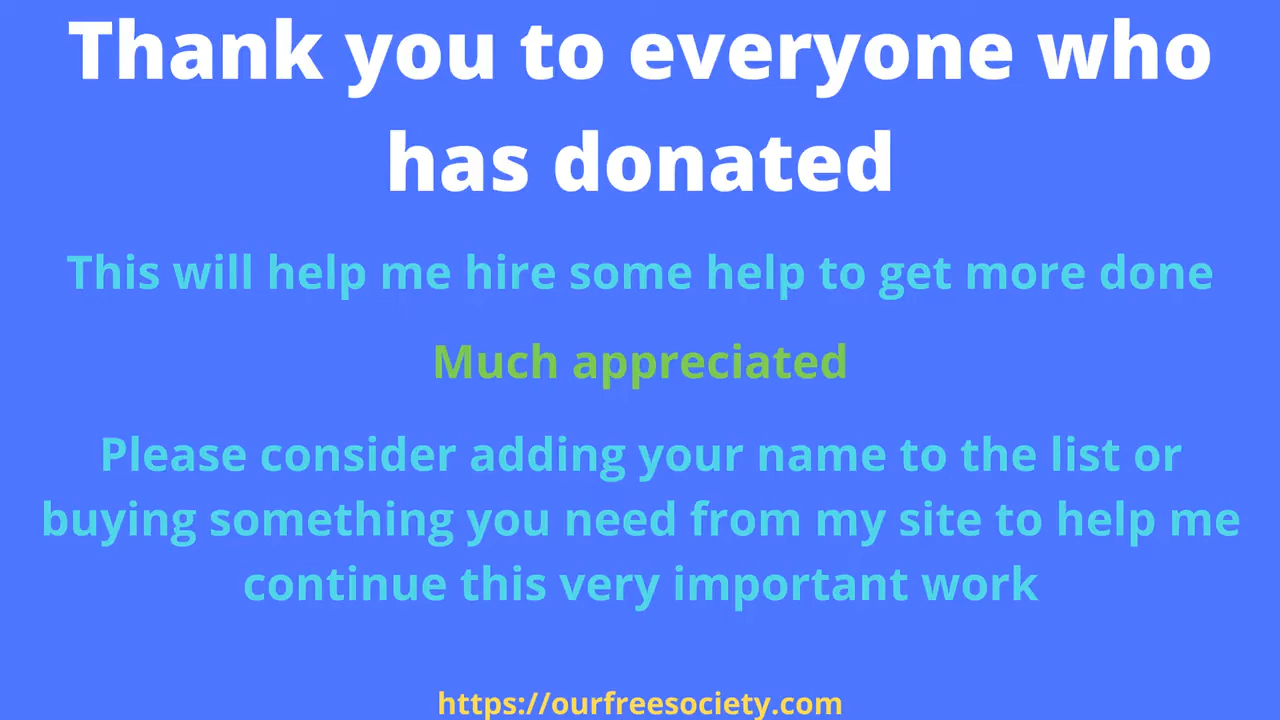 Thank you to everyone who
has donated
This will help me hire some help to get more done
Much appreciated
Please consider adding your name to the list or
buying something you need from my site to help me
continue this very important work
https://ourfreesociety.com